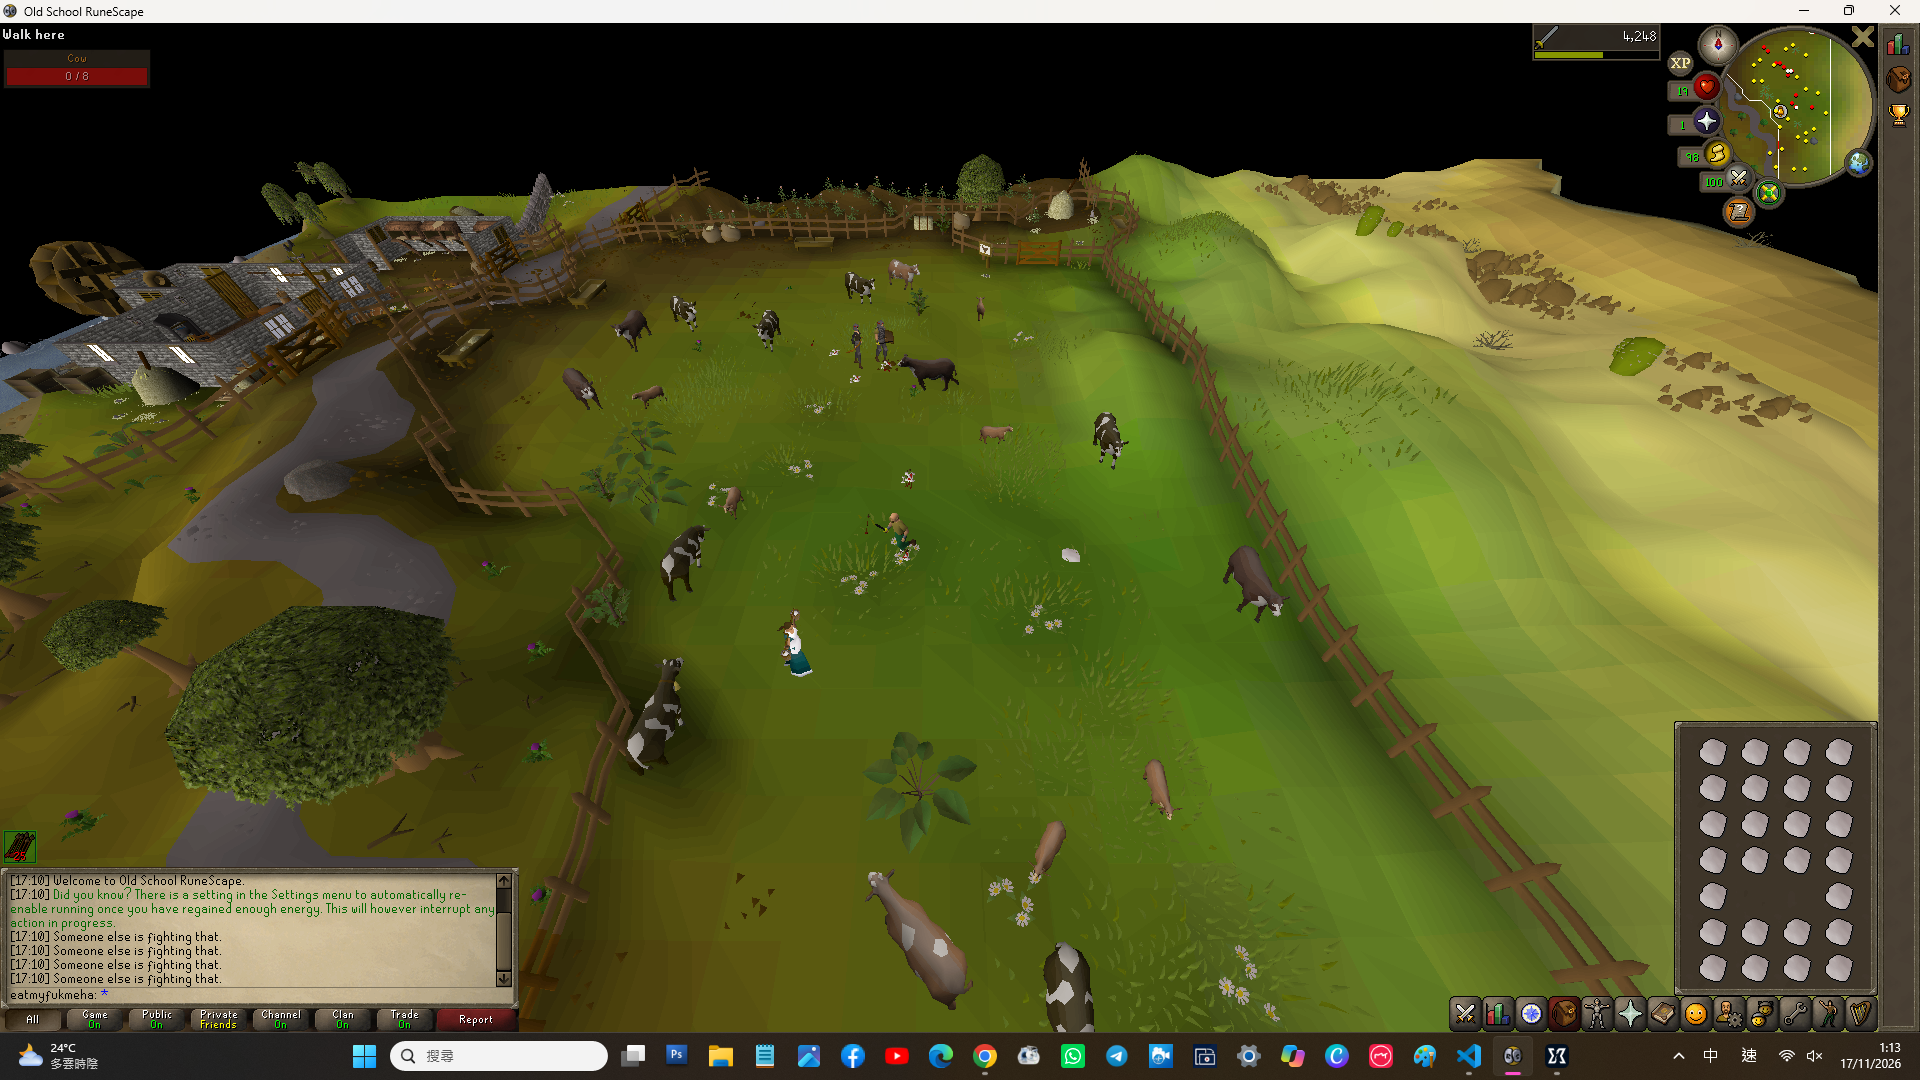 Old School RuneScape
Walk here
Cow
0 / 8
4,248
N
XP
19
1
98
100
[17:10] Welcome to Old School RuneScape.
[17:10] Did you know? There is a setting in the Settings menu to automatically re-
enable running once you have regained enough energy. This will however interrupt any
action in progress.
[17:10] Someone else is fighting that.
[17:10] Someone else is fighting that.
[17:10] Someone else is fighting that.
[17:10] Someone else is fighting that.
eatmyfukmeha: *
All
Game
On
Public
On
Private
Friends
Channel
On
Clan
On
Trade
On
Report
24°C
多雲時陰
搜尋
Ps
中
速
1:13
17/11/2026